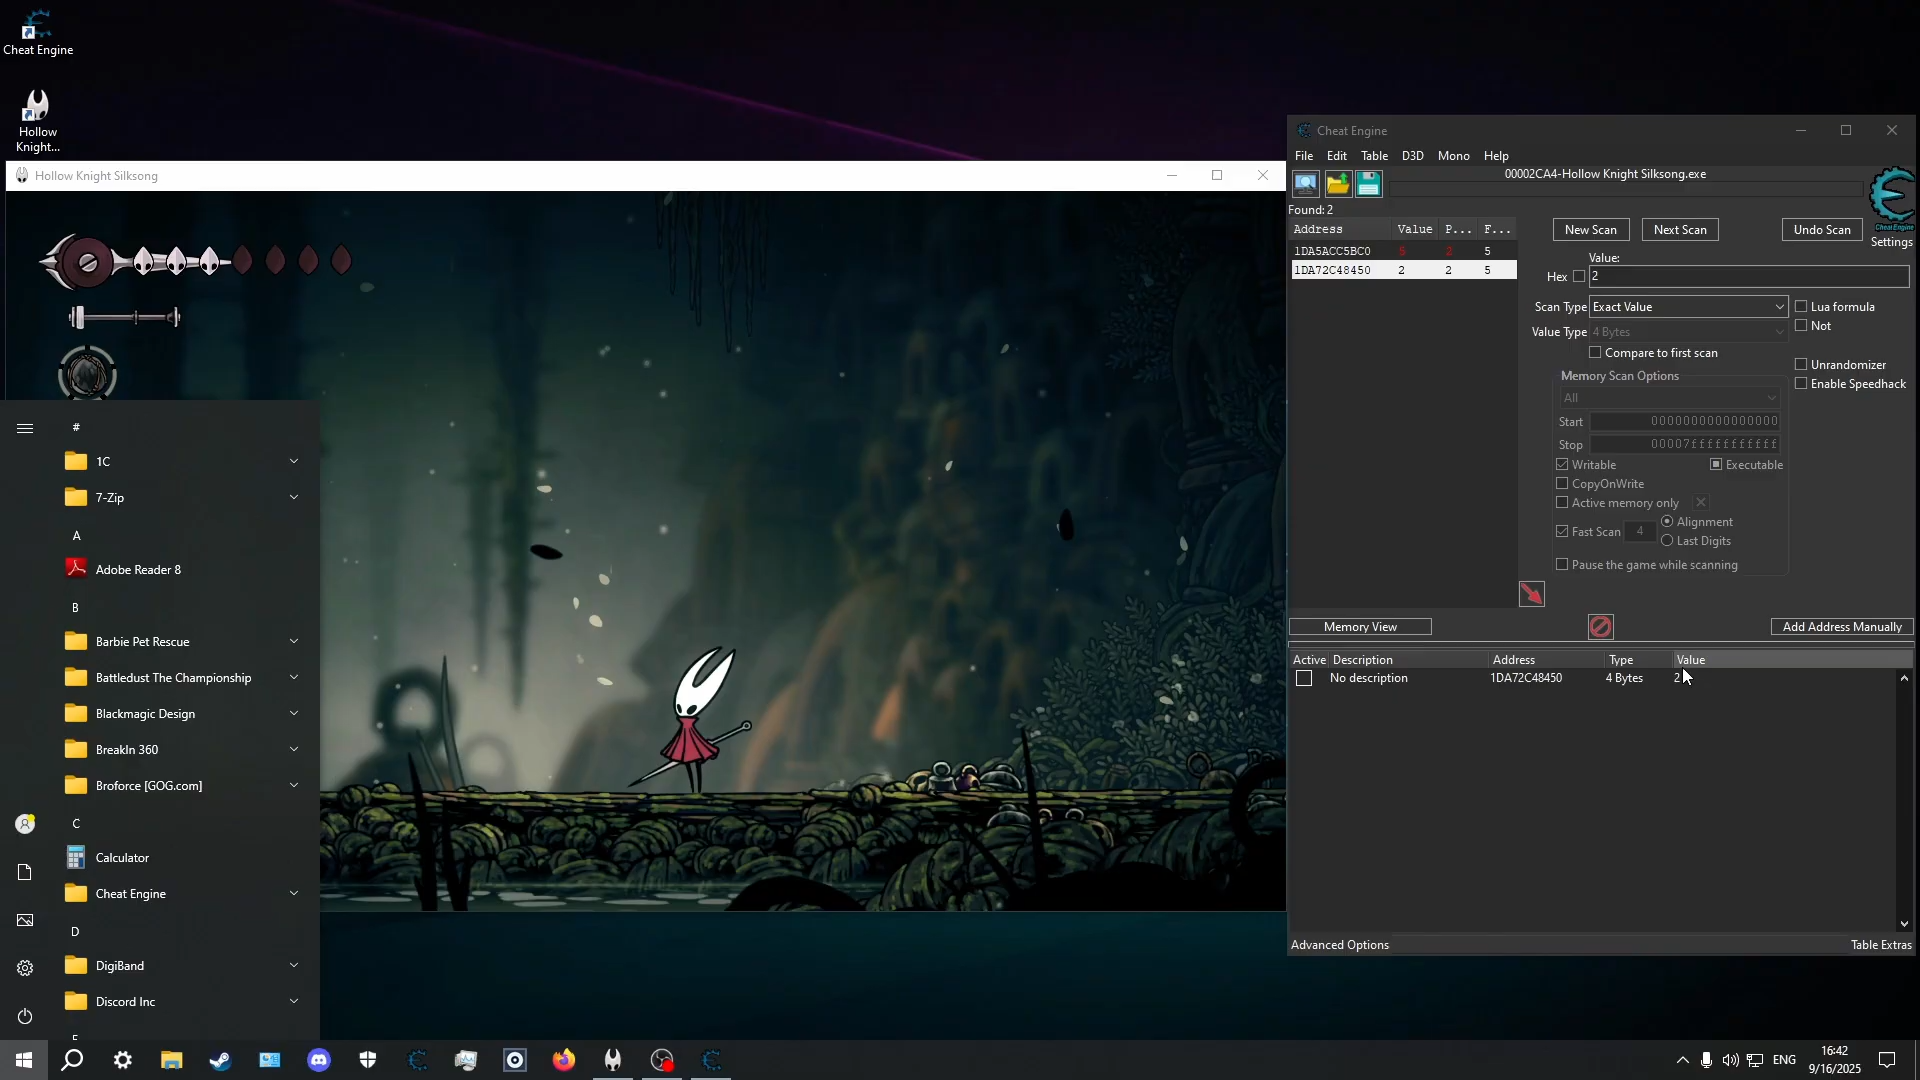 Cheat Engine
Hollow
Knight...
Hollow Knight Silksong
#
1C
7-Zip
A
Adobe Reader 8
B
Barbie Pet Rescue
Battledust The Championship
Blackmagic Design
BreakIn 360
Broforce [GOG.com]
C
Calculator
Cheat Engine
D
DigiBand
Discord Inc
Cheat Engine
File Edit Table D3D Mono Help
00002CA4-Hollow Knight Silksong.exe
Found: 2
Address Value P... F...
1DA5ACC5BC0 5 2 5
1DA72C48450 2 2 5
New Scan Next Scan Undo Scan
Cheat Engine
Settings
Value:
Hex 2
Scan Type Exact Value
Lua formula
Not
Value Type 4 Bytes
Compare to first scan
Unrandomizer
Enable Speedhack
Memory Scan Options
All
Start 0000000000000000
Stop 00007fffffffffff
Writable Executable
CopyOnWrite
Active memory only
Fast Scan 4 Alignment
Last Digits
Pause the game while scanning
Memory View Add Address Manually
Active Description Address Type Value
No description 1DA72C48450 4 Bytes 2
Advanced Options Table Extras
ENG
16:42
9/16/2025